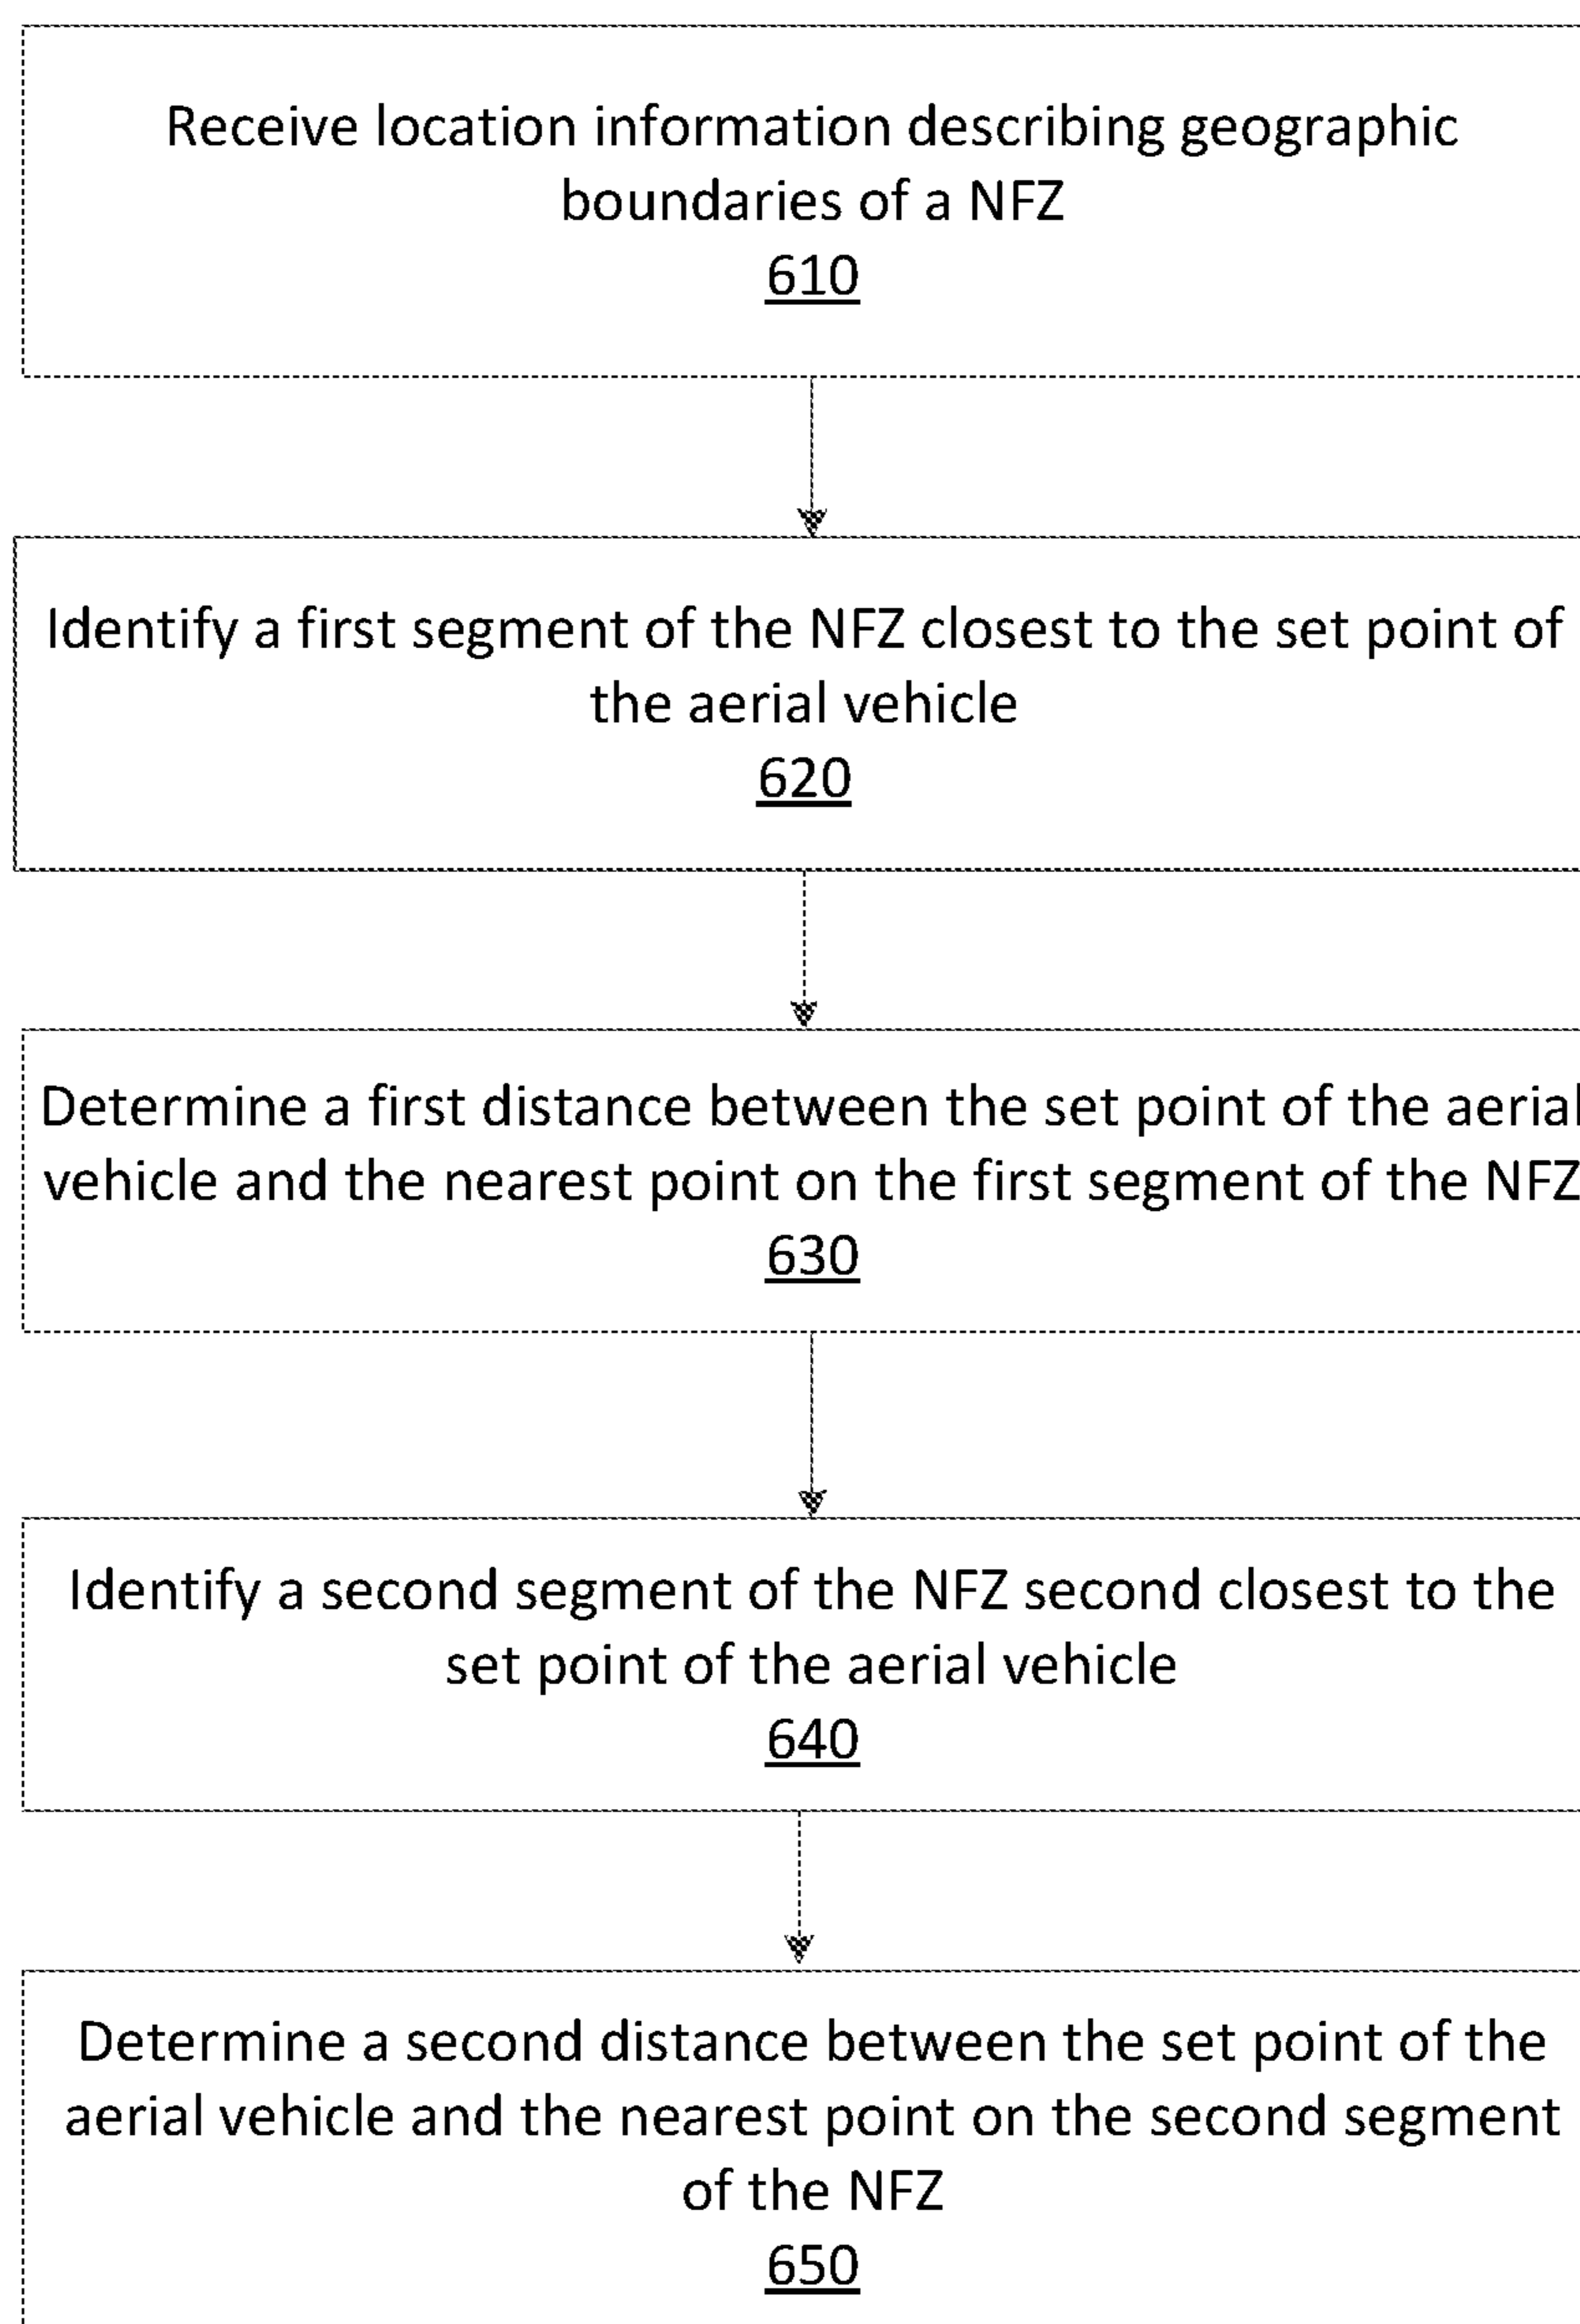 Receive location information describing geographic
boundaries of a NFZ
610
Identify a first segment of the NFZ closest to the set point of
the aerial vehicle
620
Determine a first distance between the set point of the aerial
vehicle and the nearest point on the first segment of the NFZ
630
Identify a second segment of the NFZ second closest to the
set point of the aerial vehicle
640
Determine a second distance between the set point of the
aerial vehicle and the nearest point on the second segment
of the NFZ
650